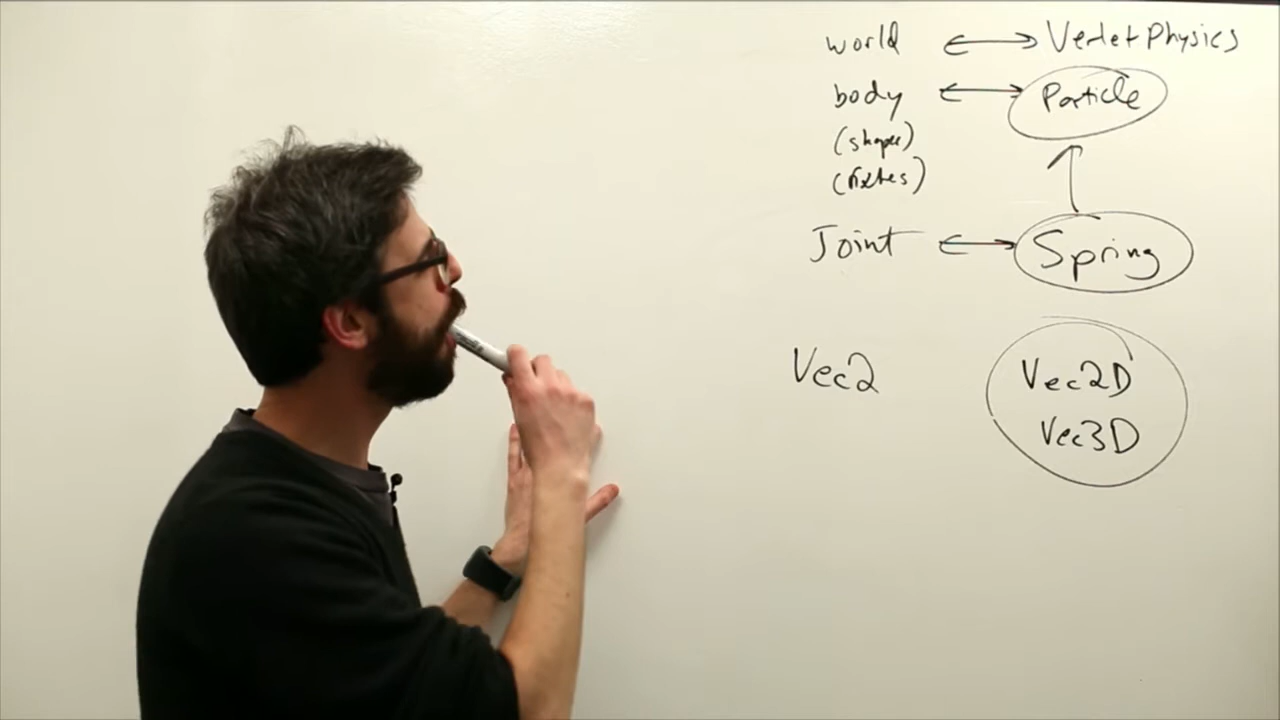 world VerletPhysics
body Particle
(shapes)
(fixtures)
Joint Spring
Vec2 Vec2D
Vec3D